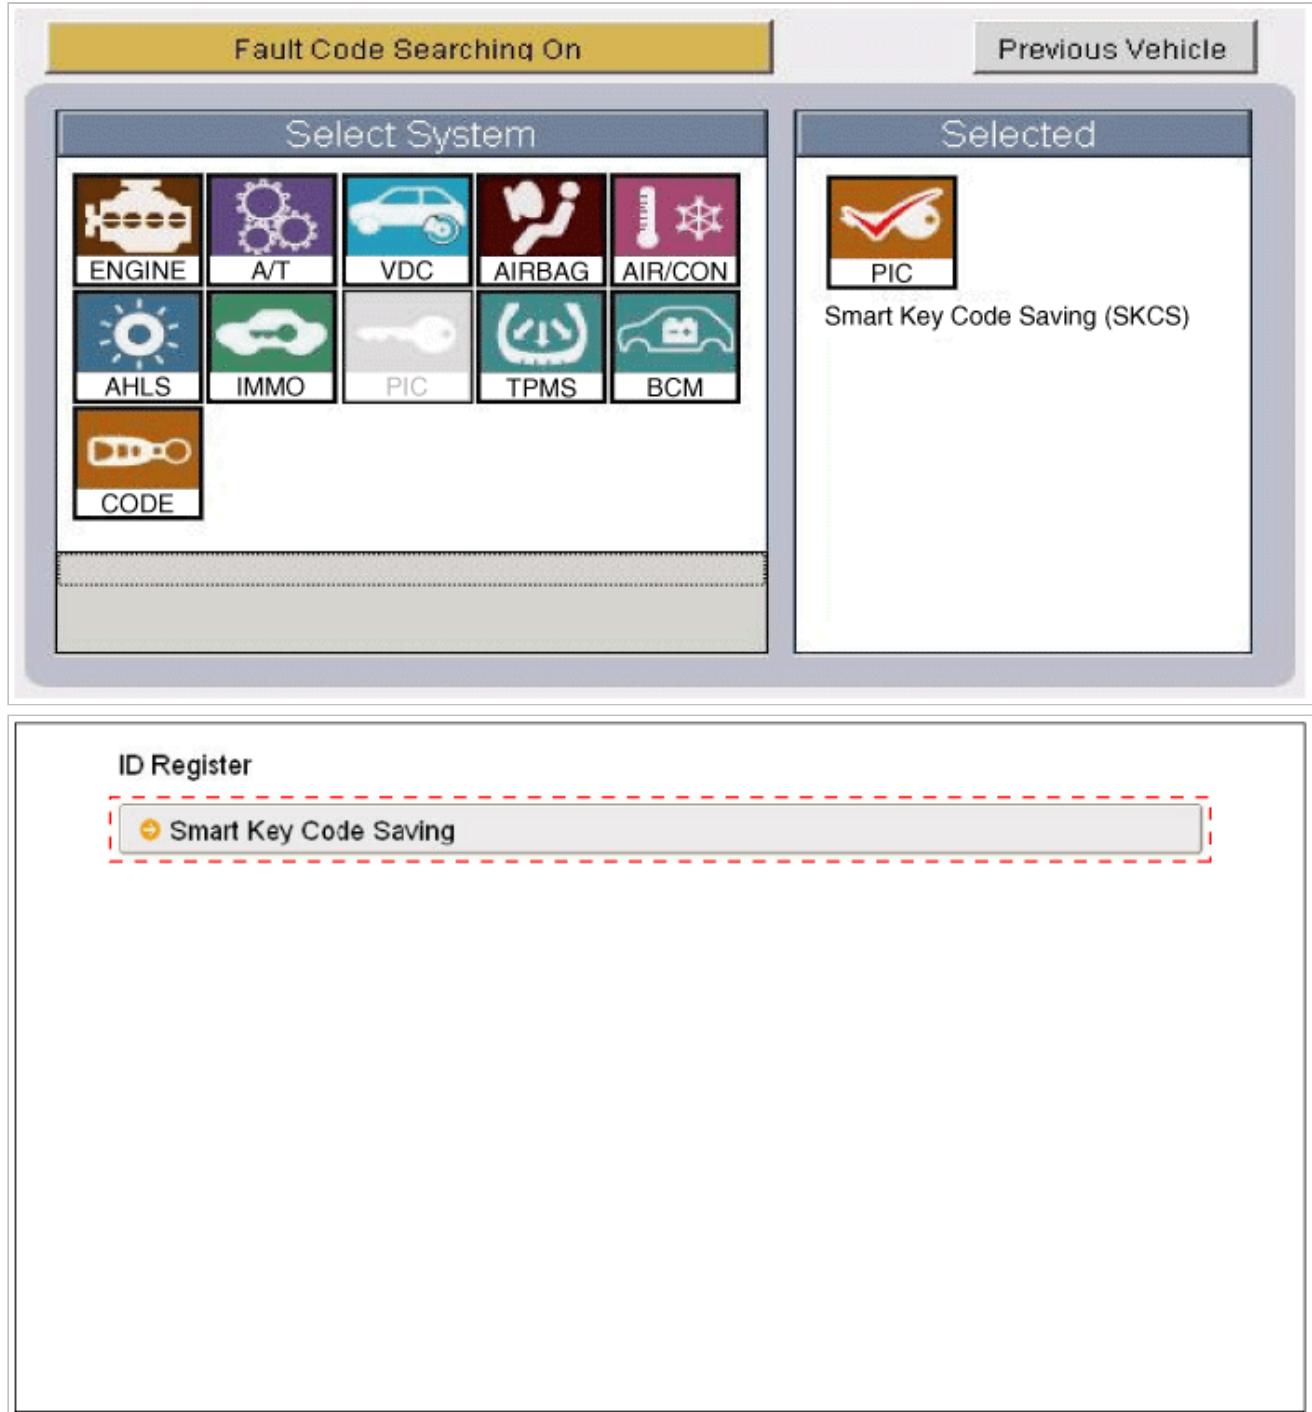 Fault Code Searching On
Previous Vehicle
Select System
Selected
ENGINE
A/T
VDC
AIRBAG
AIR/CON
AHLS
IMMO
PIC
TPMS
BCM
CODE
PIC
Smart Key Code Saving (SKCS)
ID Register
Smart Key Code Saving